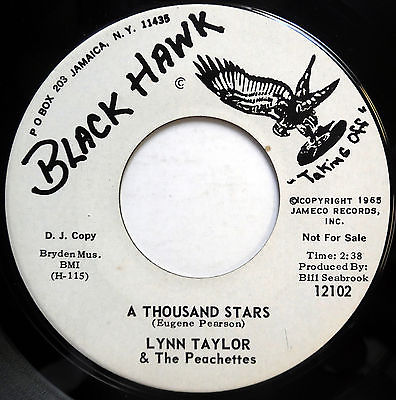 P O BOX 203 JAMAICA, N. Y. 11435
BLACK HAWK
©
"Taking Off"
©COPYRIGHT 1965
JAMECO RECORDS,
INC.
D. J. Copy
Not For Sale
Bryden Mus.
BMI
(H-115)
Time: 2:38
Produced By:
Bill Seabrook
12102
A THOUSAND STARS
(Eugene Pearson)
LYNN TAYLOR
& The Peachettes